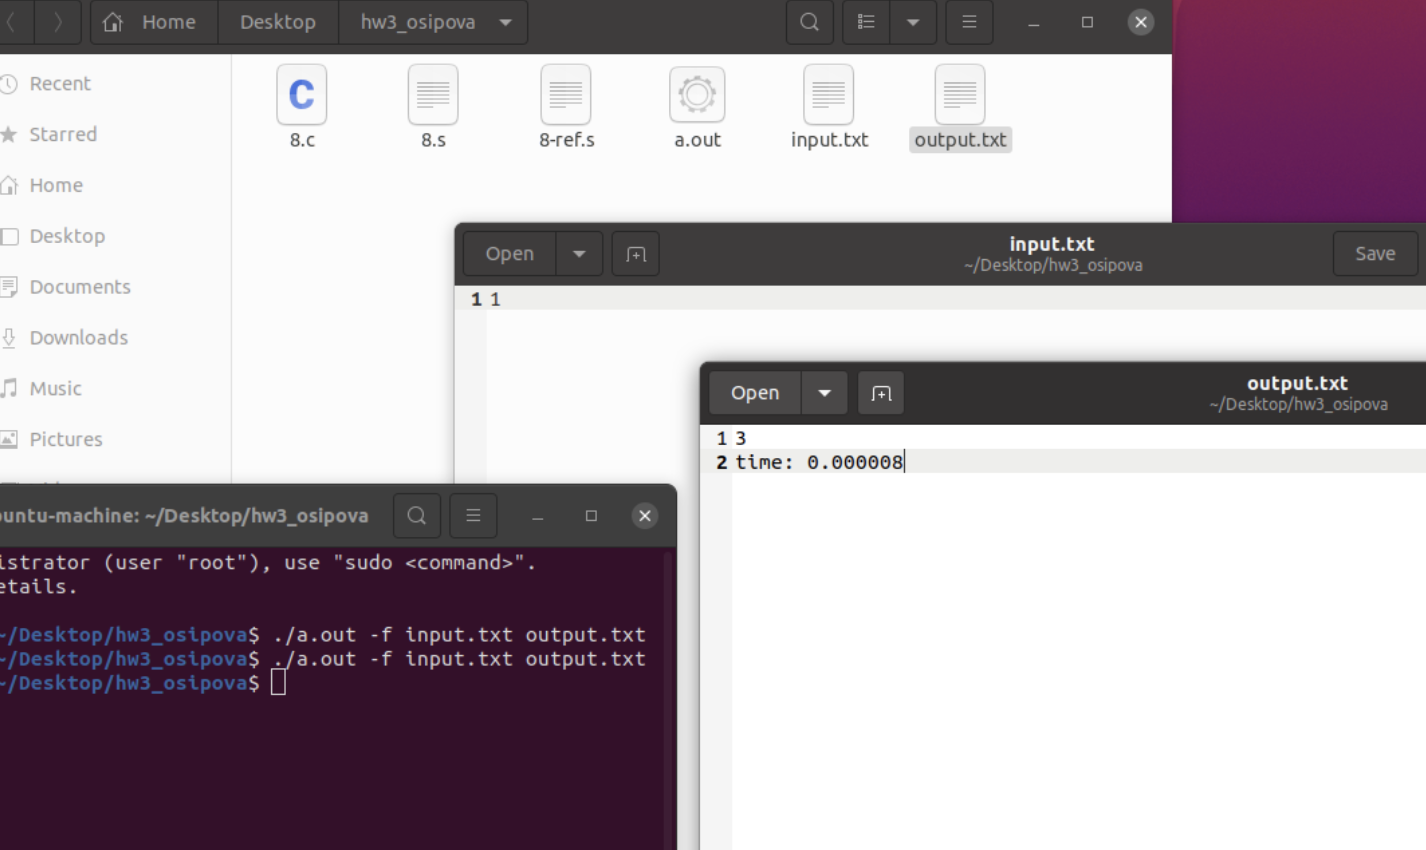 Home Desktop hw3_osipova
Recent
Starred
Home
Desktop
Documents
Downloads
Music
Pictures
C
8.c 8.s 8-ref.s a.out input.txt output.txt
Open input.txt Save
~/Desktop/hw3_osipova
1 1
Open output.txt
~/Desktop/hw3_osipova
1 3
2 time: 0.000008
untu-machine: ~/Desktop/hw3_osipova
istrator (user "root"), use "sudo <command>".
etails.
~/Desktop/hw3_osipova$ ./a.out -f input.txt output.txt
~/Desktop/hw3_osipova$ ./a.out -f input.txt output.txt
~/Desktop/hw3_osipova$